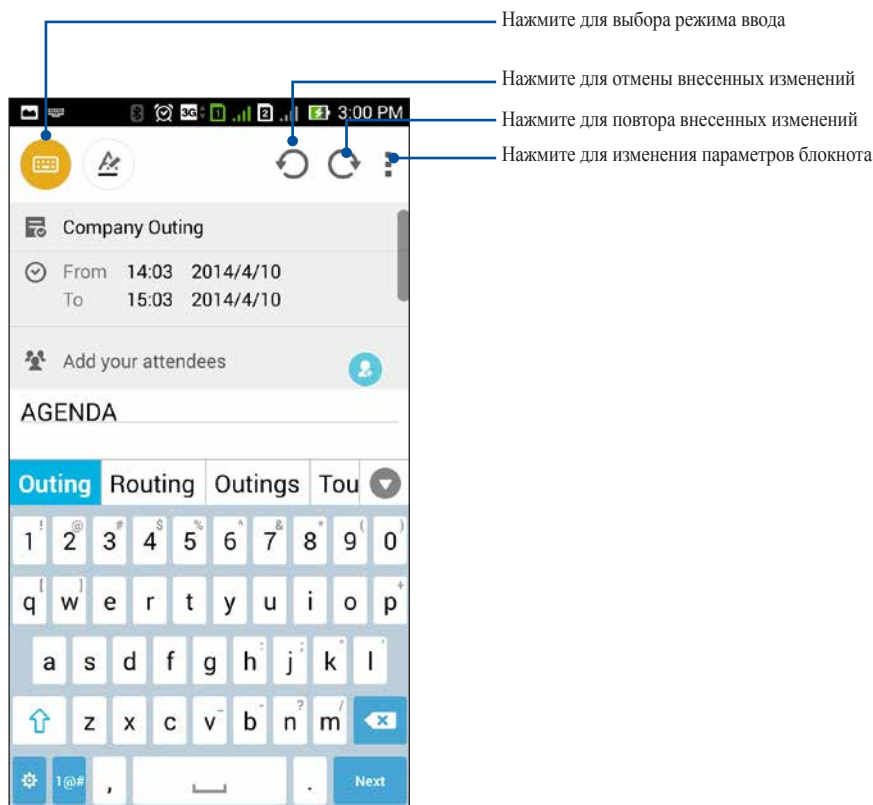 Нажмите для выбора режима ввода
Нажмите для отмены внесенных изменений
3G 1 2 3:00 PM
Нажмите для повтора внесенных изменений
Нажмите для изменения параметров блокнота
Company Outing
From 14:03 2014/4/10
To 15:03 2014/4/10
Add your attendees
AGENDA
Outing Routing Outings Tou
! @ # $ % ^ & * ( )
1 2 3 4 5 6 7 8 9 0
[ ] +
q w e r t y u i o p
: ; " '
a s d f g h j k l
_ - ? /
z x c v b n m
1@# , . Next